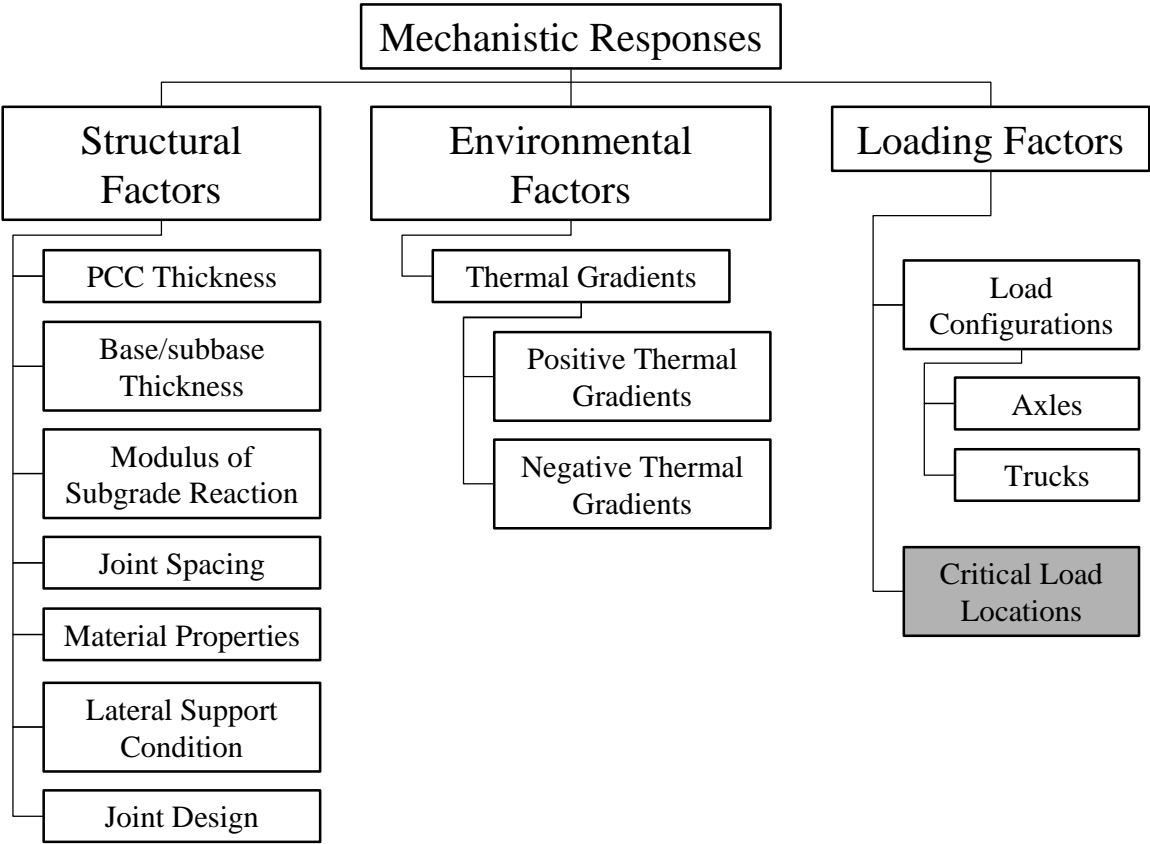 Mechanistic Responses
Structural
Factors
PCC Thickness
Base/subbase
Thickness
Modulus of
Subgrade Reaction
Joint Spacing
Material Properties
Lateral Support
Condition
Joint Design
Environmental
Factors
Thermal Gradients
Positive Thermal
Gradients
Negative Thermal
Gradients
Loading Factors
Load
Configurations
Axles
Trucks
Critical Load
Locations